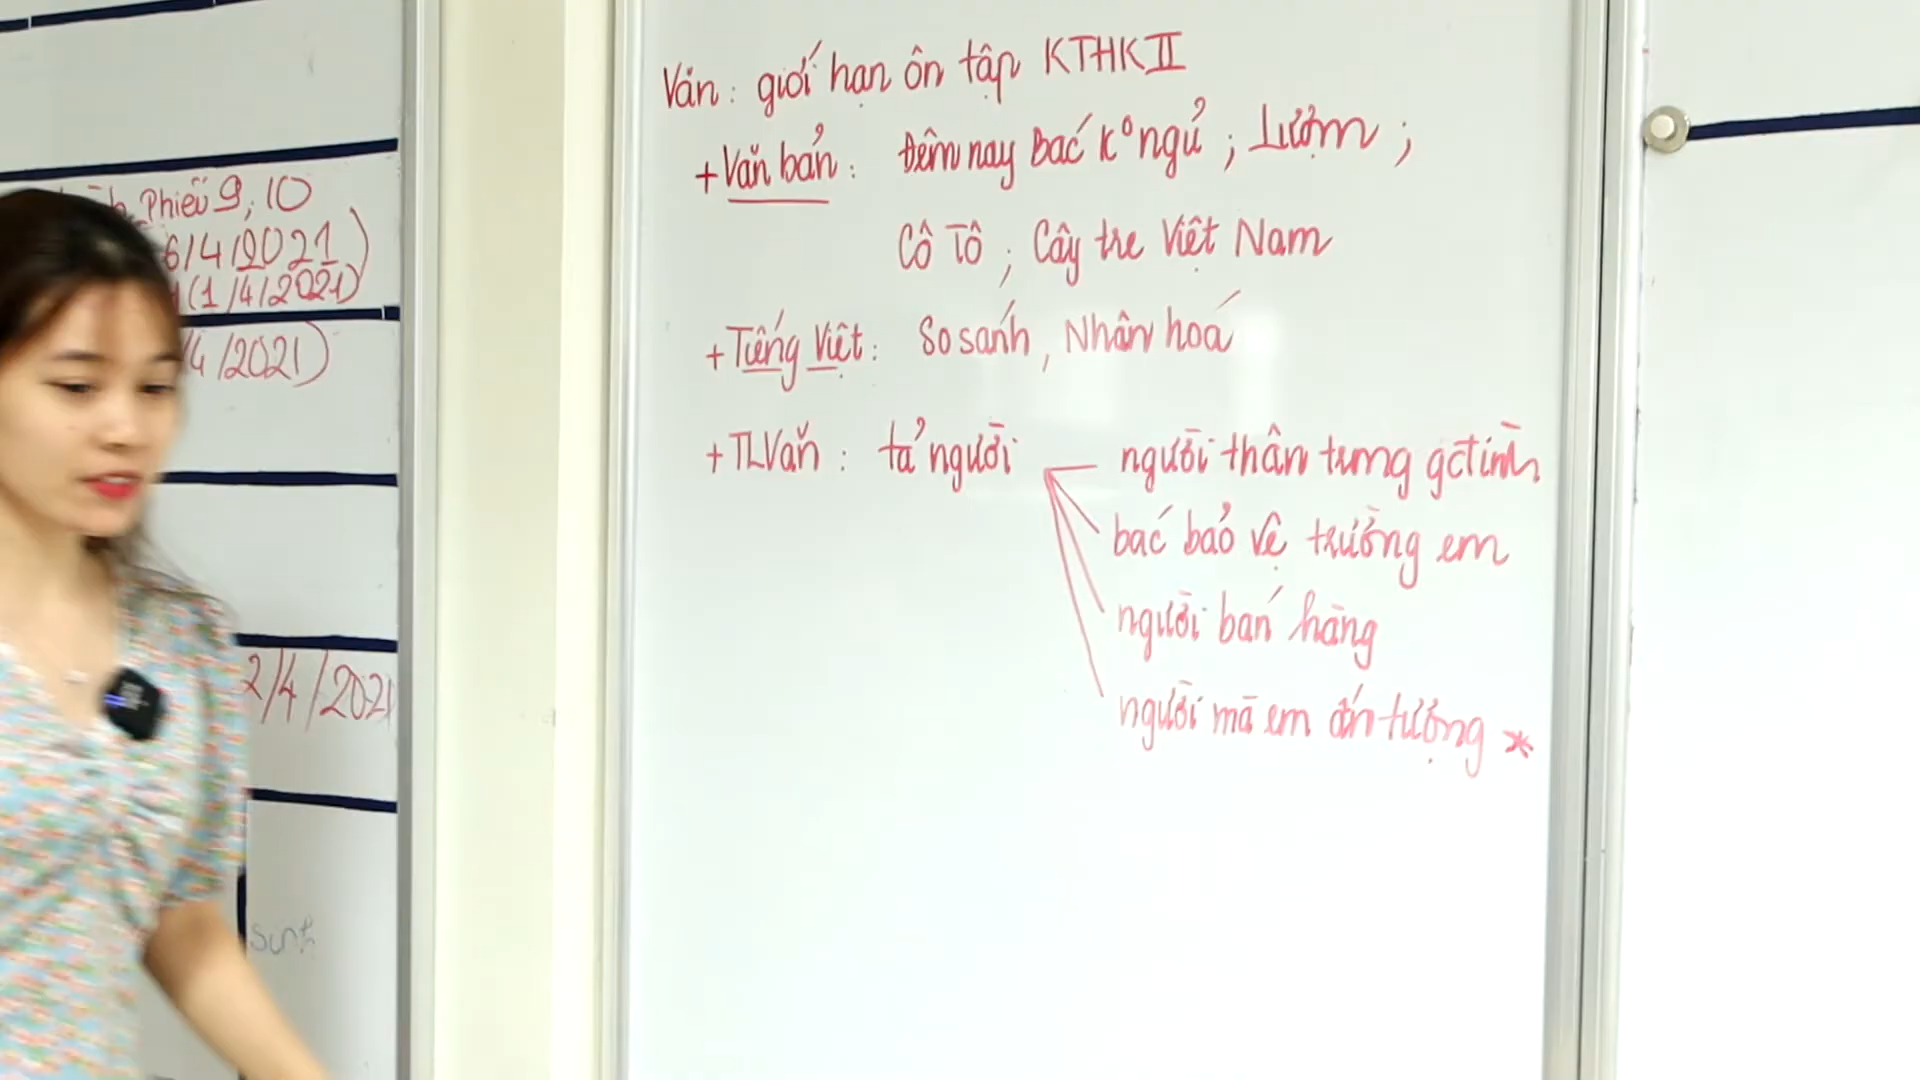 Phiếu 9, 10
6/4/2021)
(1/4/2021)
/4/2021)
2/4/2021
Văn: giới hạn ôn tập KTHKII
+ Văn bản: Đêm nay Bác K° ngủ; Lượm;
Cô Tô; Cây tre Việt Nam
+ Tiếng Việt: So sánh, Nhân hoá
+ TLVăn: tả người
người thân trong gđình
bác bảo vệ trường em
người bán hàng
người mà em ấn tượng *